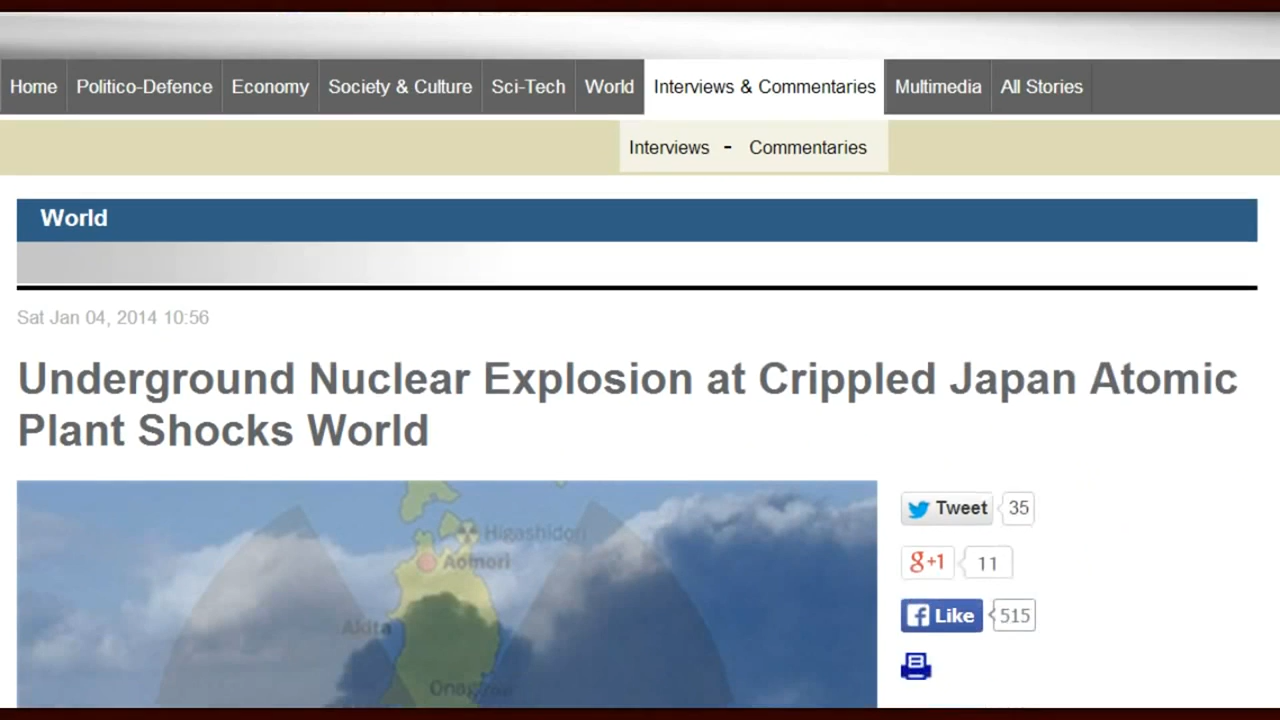 Home Politico-Defence Economy Society & Culture Sci-Tech World Interviews & Commentaries Multimedia All Stories
Interviews - Commentaries
World
Sat Jan 04, 2014 10:56
Underground Nuclear Explosion at Crippled Japan Atomic
Plant Shocks World
Tweet 35
Higashidori
Aomori
g+1 11
Like 515
Akita
Onagawa